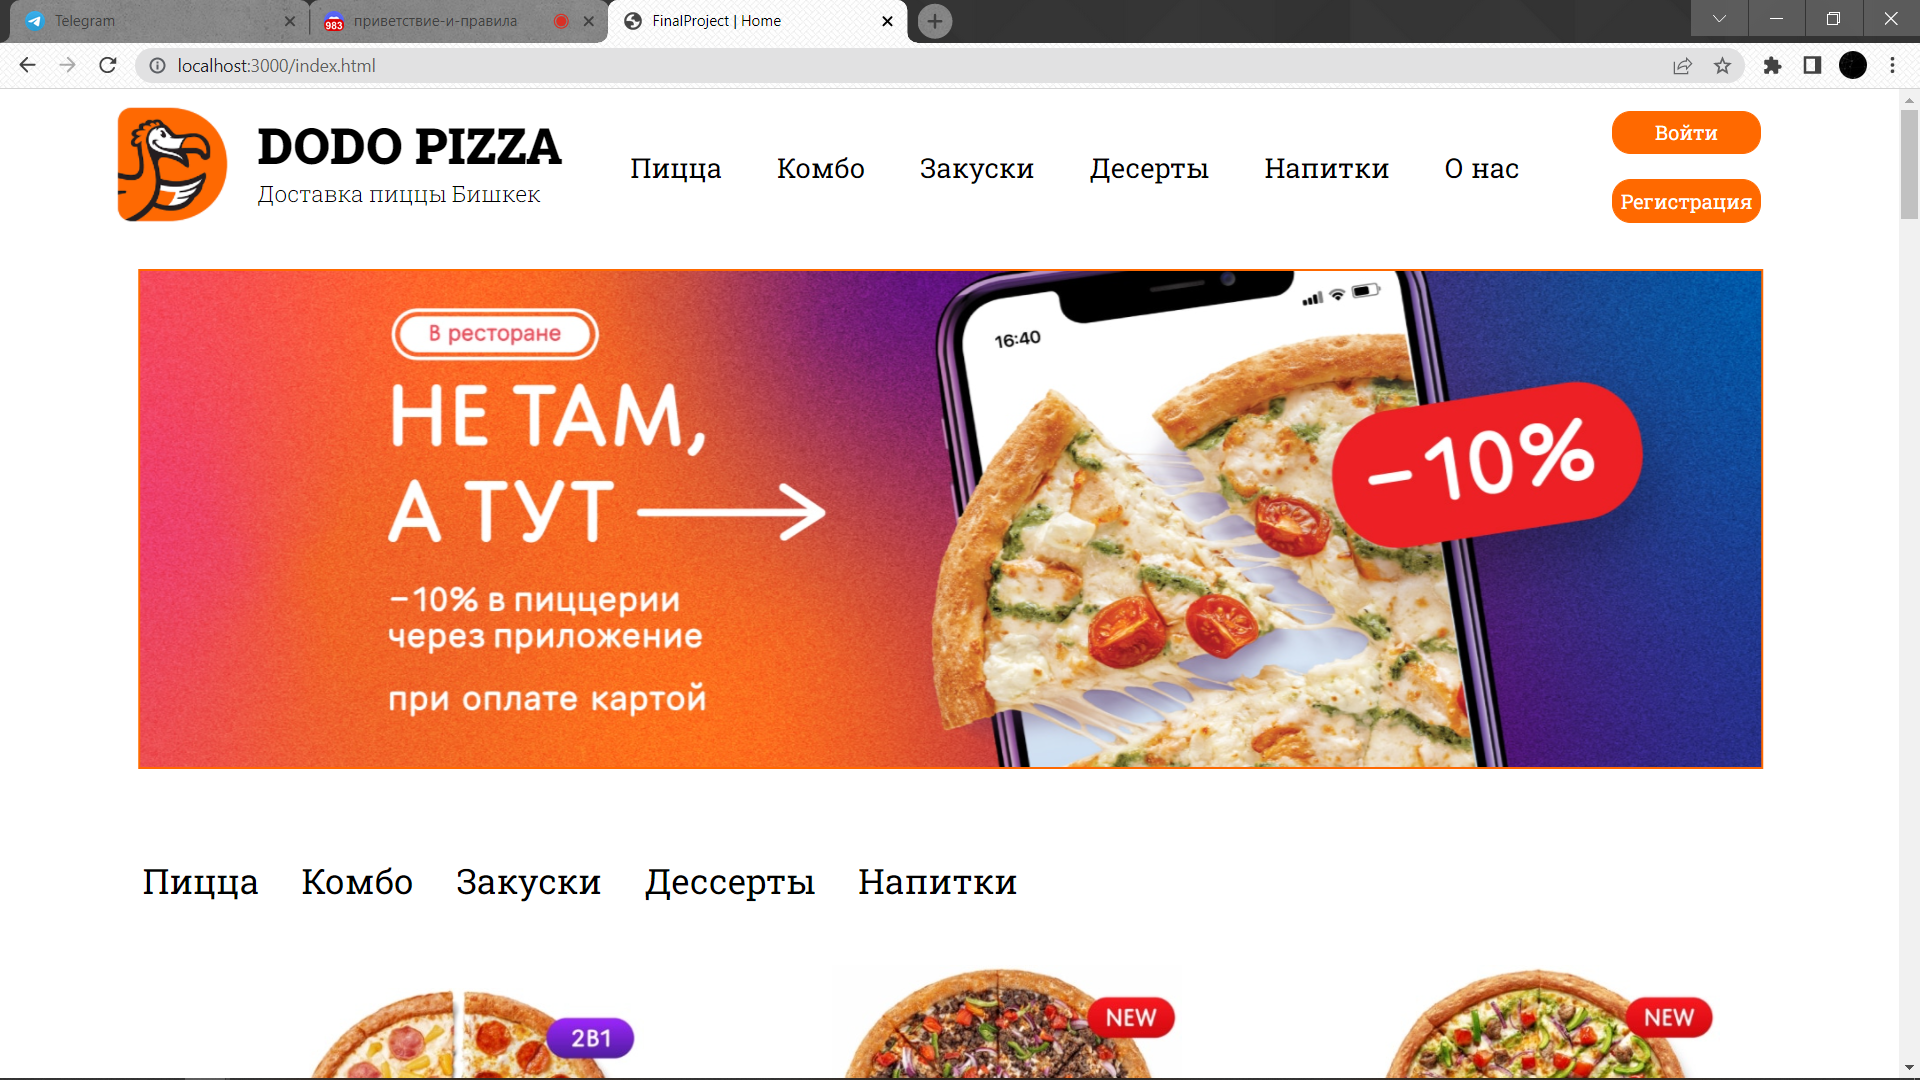 Telegram
983
приветствие-и-правила
FinalProject | Home
localhost:3000/index.html
DODO PIZZA
Доставка пиццы Бишкек
Пицца
Комбо
Закуски
Десерты
Напитки
О нас
Войти
Регистрация
В ресторане
НЕ ТАМ,
А ТУТ
−10% в пиццерии
через приложение
при оплате картой
16:40
−10%
Пицца
Комбо
Закуски
Дессерты
Напитки
2В1
NEW
NEW